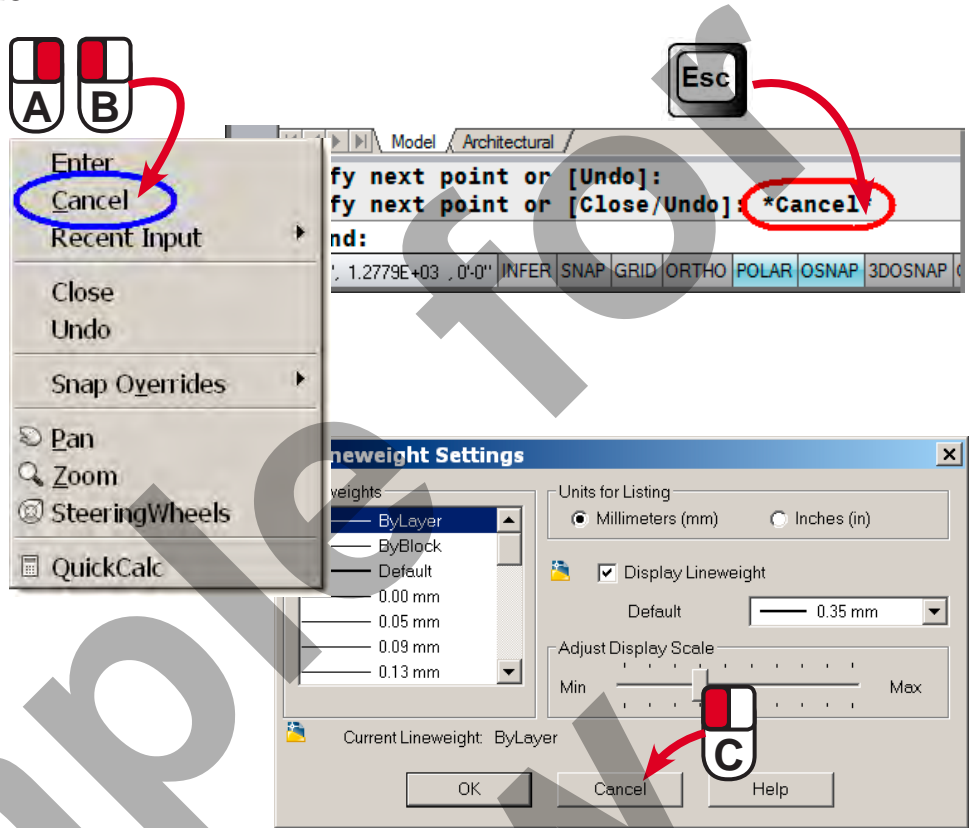 A B
Esc
Enter
Cancel
Recent Input
Close
Undo
Snap Overrides
Pan
Zoom
SteeringWheels
QuickCalc
Model Architectural
fy next point or [Undo]:
fy next point or [Close/Undo]: *Cancel*
nd:
', 1.2779E+03 , 0'-0" INFER SNAP GRID ORTHO POLAR OSNAP 3DOSNAP
neweight Settings
weights
ByLayer
ByBlock
Default
0.00 mm
0.05 mm
0.09 mm
0.13 mm
Units for Listing
Millimeters (mm) Inches (in)
Display Lineweight
Default 0.35 mm
Adjust Display Scale
Min Max
Current Lineweight: ByLayer
C
OK Cancel Help